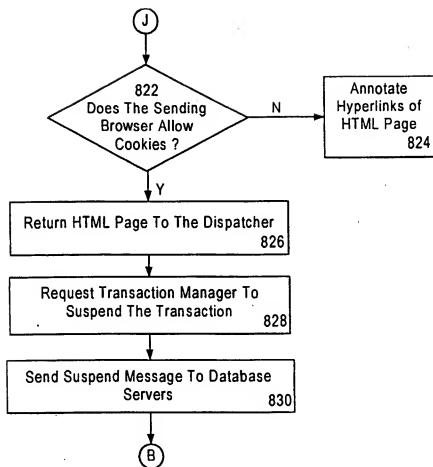 J
822
Does The Sending
Browser Allow
Cookies ?
N
Annotate
Hyperlinks of
HTML Page
824
Y
Return HTML Page To The Dispatcher
826
Request Transaction Manager To
Suspend The Transaction
828
Send Suspend Message To Database
Servers
830
B